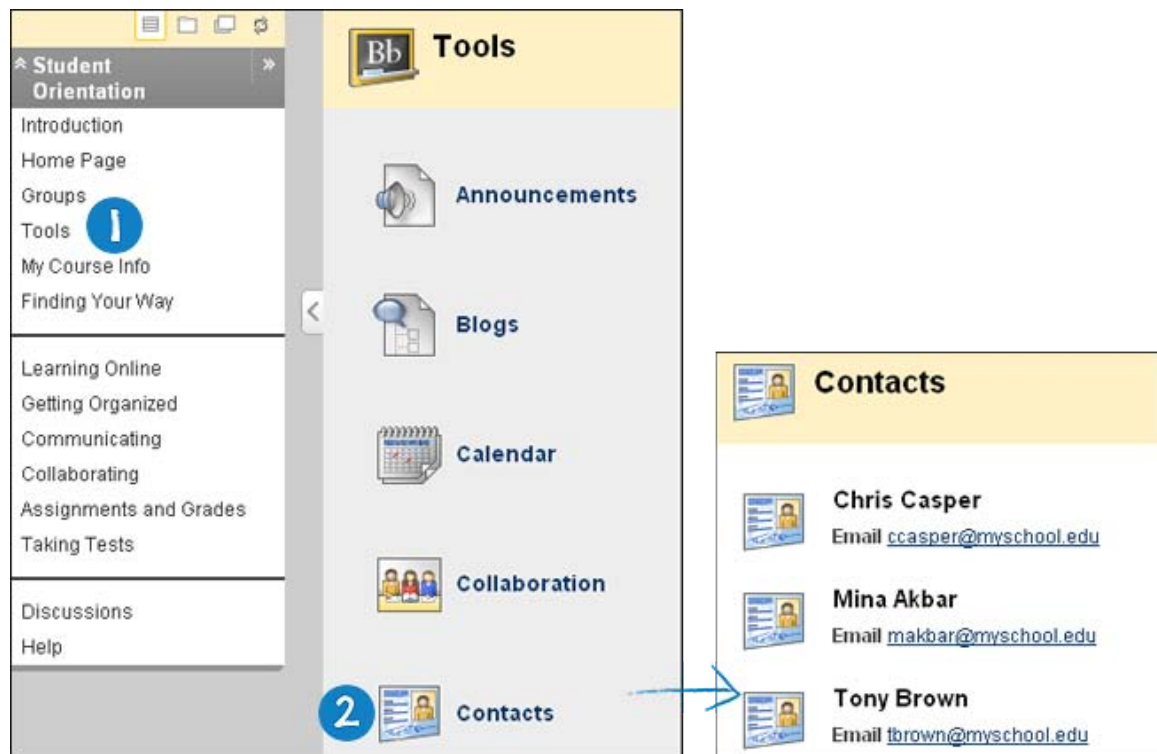 Student
Orientation
Introduction
Home Page
Groups
Tools
1
My Course Info
Finding Your Way
Learning Online
Getting Organized
Communicating
Collaborating
Assignments and Grades
Taking Tests
Discussions
Help
Bb
Tools
Announcements
Blogs
Calendar
Collaboration
2
Contacts
Contacts
Chris Casper
Email ccasper@myschool.edu
Mina Akbar
Email makbar@myschool.edu
Tony Brown
Email tbrown@myschool.edu